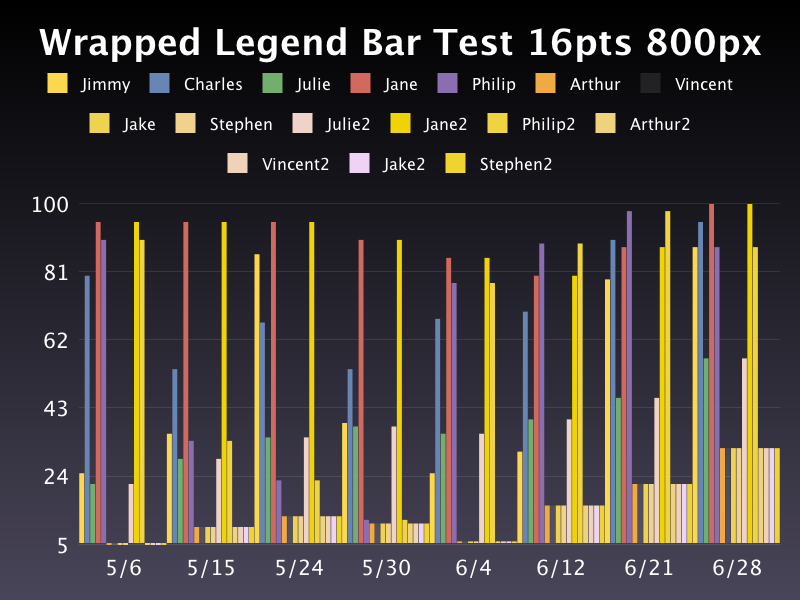 Wrapped Legend Bar Test 16pts 800px
Jimmy Charles Julie Jane Philip Arthur Vincent
Jake Stephen Julie2 Jane2 Philip2 Arthur2
Vincent2 Jake2 Stephen2
100
81
62
43
24
5
5/6 5/15 5/24 5/30 6/4 6/12 6/21 6/28